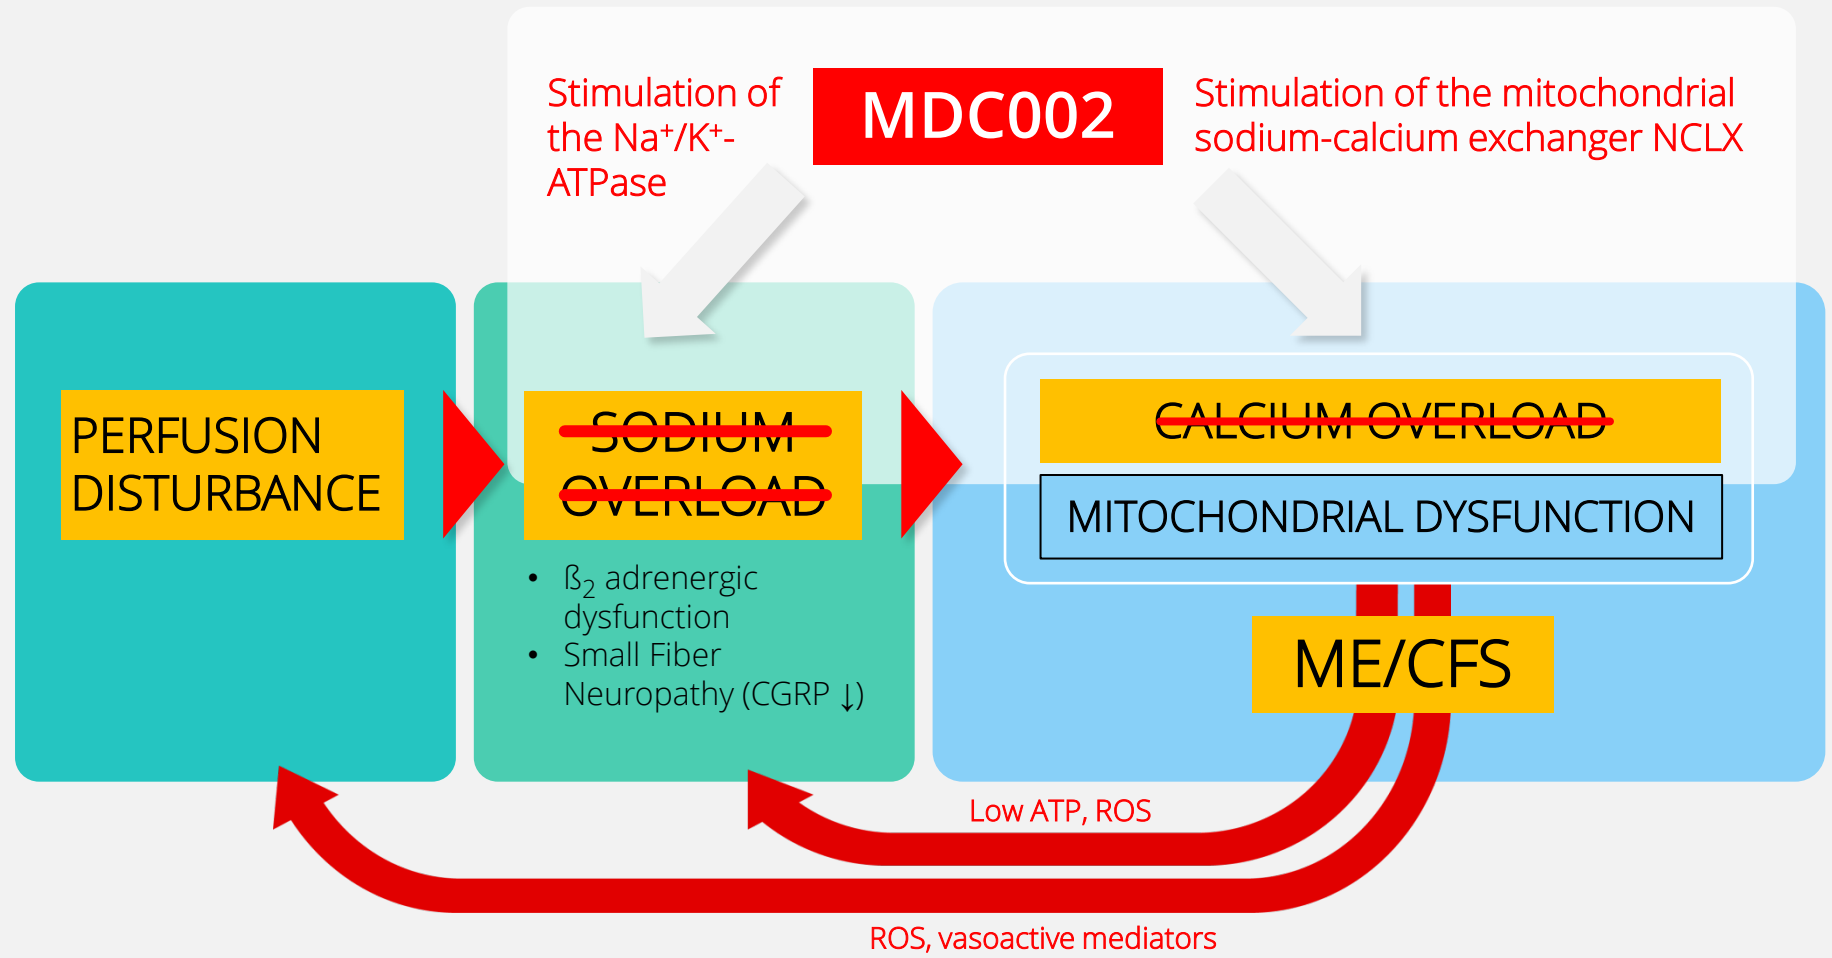 Stimulation of
the Na⁺/K⁺-
ATPase
MDC002
Stimulation of the mitochondrial
sodium-calcium exchanger NCLX
PERFUSION
DISTURBANCE
SODIUM
OVERLOAD
• ß₂ adrenergic
dysfunction
• Small Fiber
Neuropathy (CGRP ↓)
CALCIUM OVERLOAD
MITOCHONDRIAL DYSFUNCTION
ME/CFS
Low ATP, ROS
ROS, vasoactive mediators